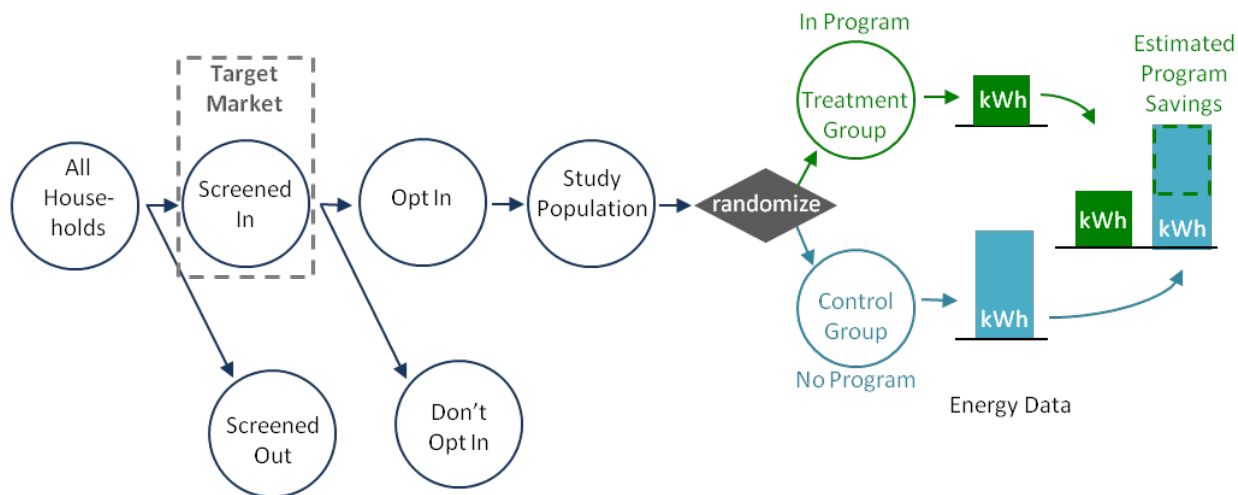 All
House-
holds
Target
Market
Screened
In
Screened
Out
Opt In
Don't
Opt In
Study
Population
randomize
In Program
Treatment
Group
kWh
Control
Group
No Program
kWh
Energy Data
Estimated
Program
Savings
kWh
kWh